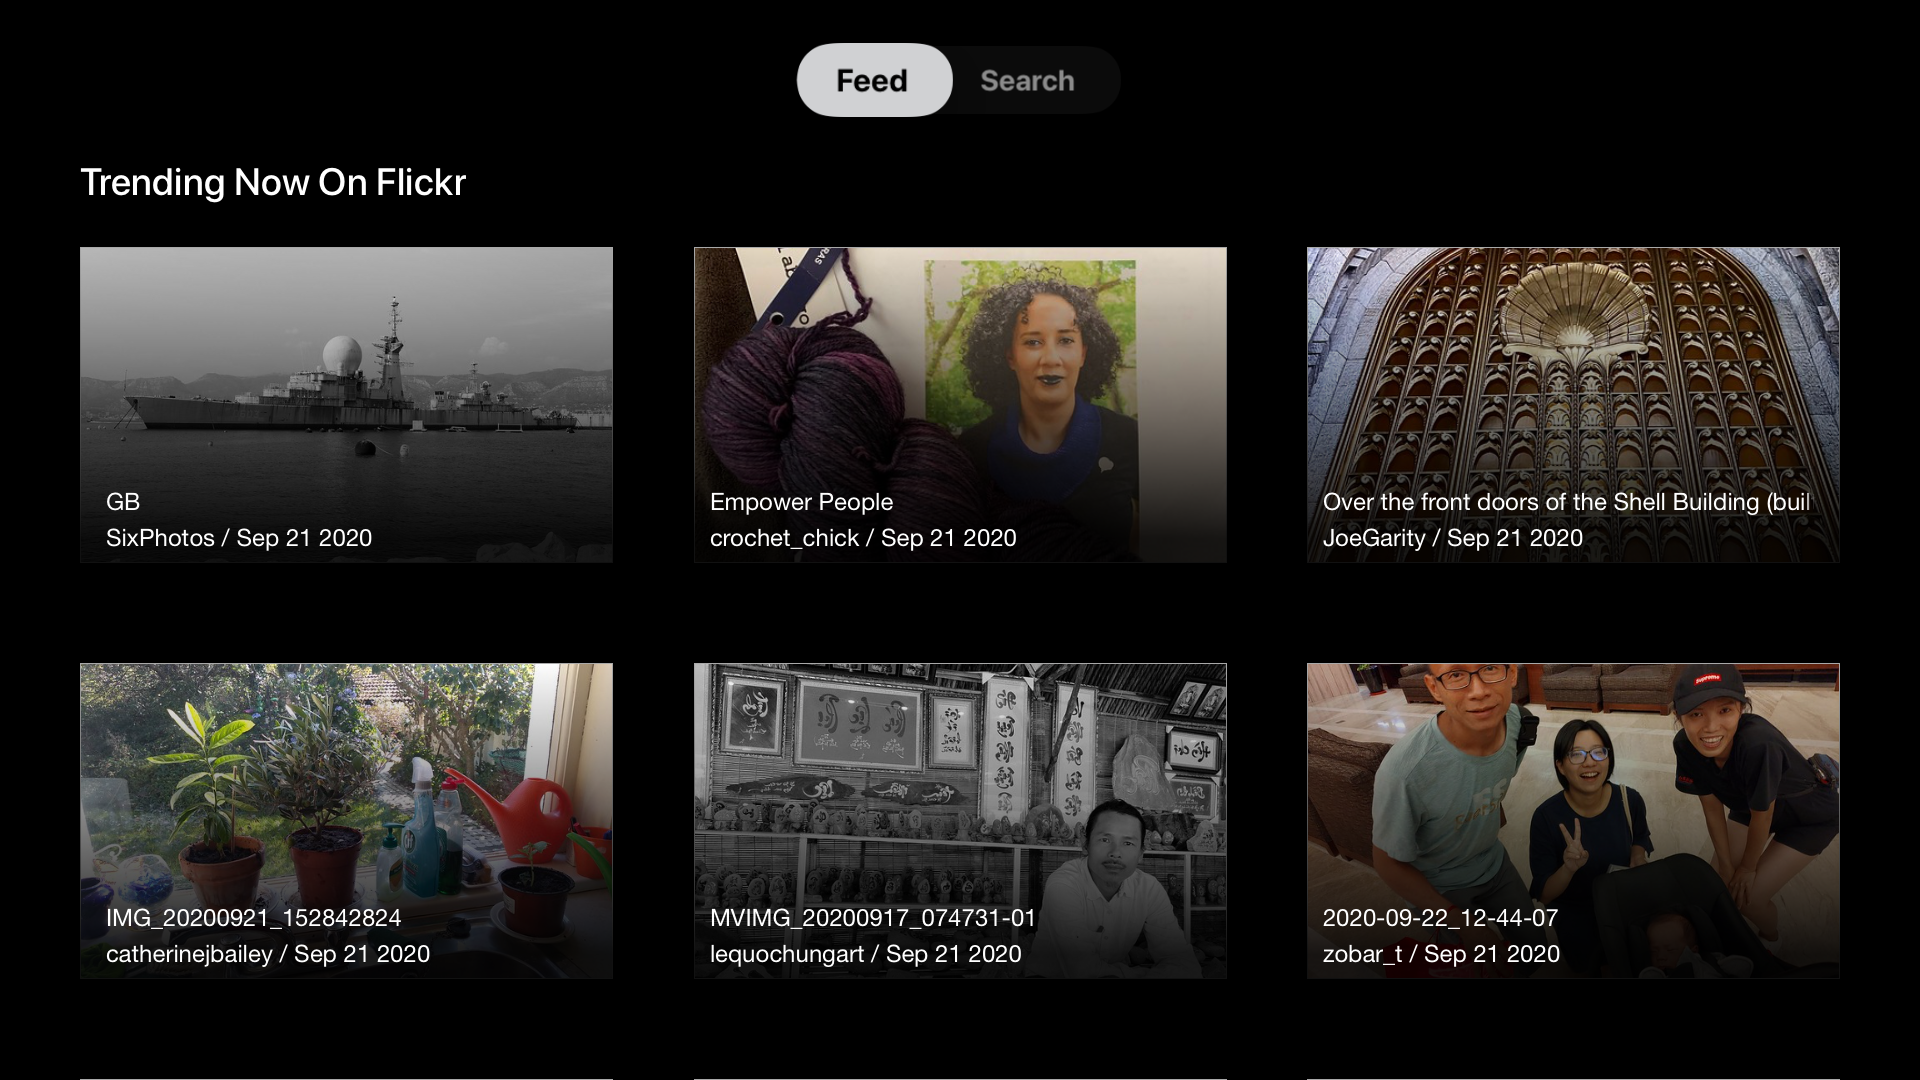 Feed
Search
Trending Now On Flickr
GB
SixPhotos / Sep 21 2020
Empower People
crochet_chick / Sep 21 2020
Over the front doors of the Shell Building (buil
JoeGarity / Sep 21 2020
IMG_20200921_152842824
catherinejbailey / Sep 21 2020
MVIMG_20200917_074731-01
lequochungart / Sep 21 2020
Supreme
2020-09-22_12-44-07
zobar_t / Sep 21 2020